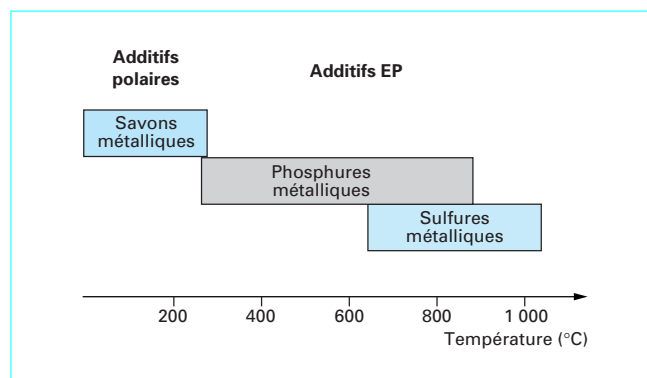 Additifs
polaires
Additifs EP
Savons
métalliques
Phosphures
métalliques
Sulfures
métalliques
200 400 600 800 1 000
Température (°C)